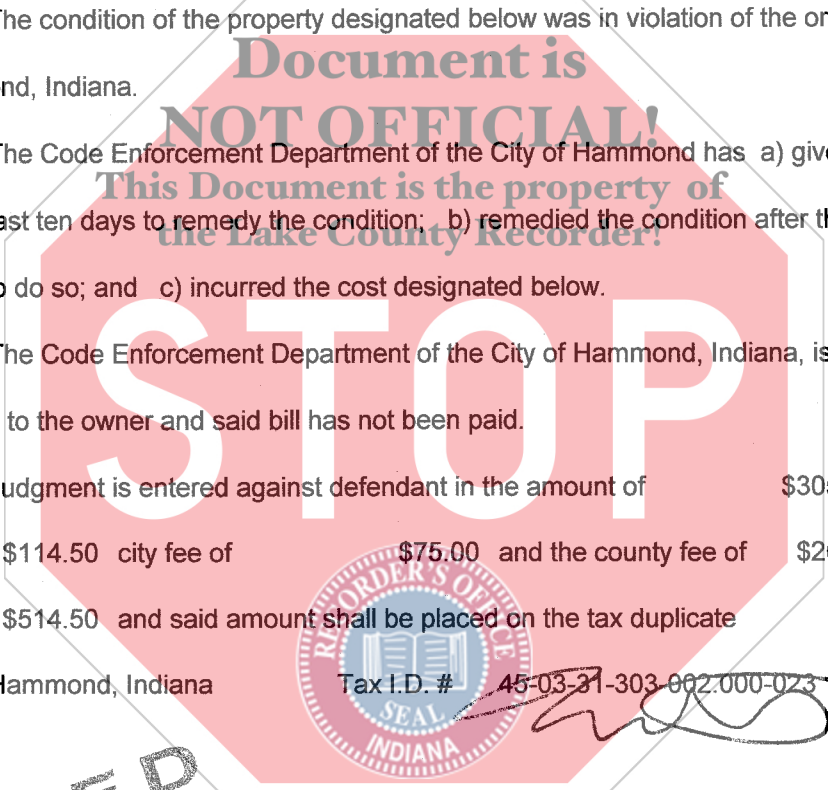 The condition of the property designated below was in violation of the or
nd, Indiana.
Document is
NOT OFFICIAL!
The Code Enforcement Department of the City of Hammond has a) give
This Document is the property of
ast ten days to remedy the condition; b) remedied the condition after th
the Lake County Recorder!
o do so; and c) incurred the cost designated below.
STOP
The Code Enforcement Department of the City of Hammond, Indiana, is
to the owner and said bill has not been paid.
udgment is entered against defendant in the amount of $30
$114.50 city fee of $75.00 and the county fee of $2
$514.50 and said amount shall be placed on the tax duplicate
Hammond, Indiana Tax I.D. # 45-03-31-303-002.000-023
RECORDER'S OFFICE
SEAL
INDIANA
ED